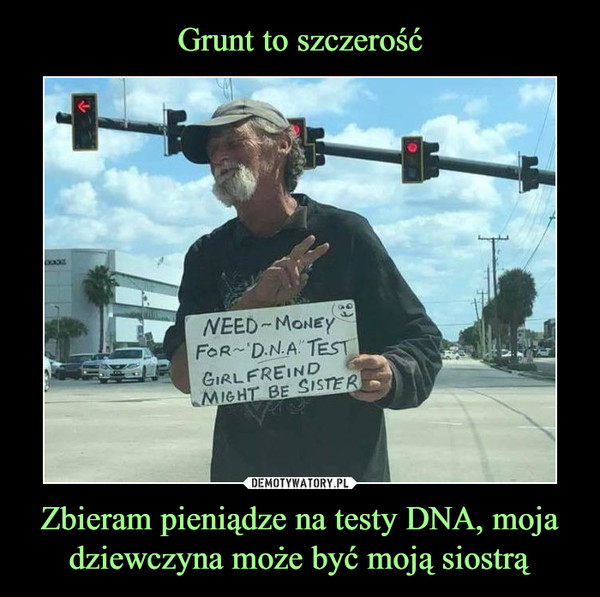 Grunt to szczerość
NEED~MONEY
FOR~"D.N.A." TEST
GIRLFREIND
MIGHT BE SISTER
DEMOTYWATORY.PL
Zbieram pieniądze na testy DNA, moja
dziewczyna może być moją siostrą